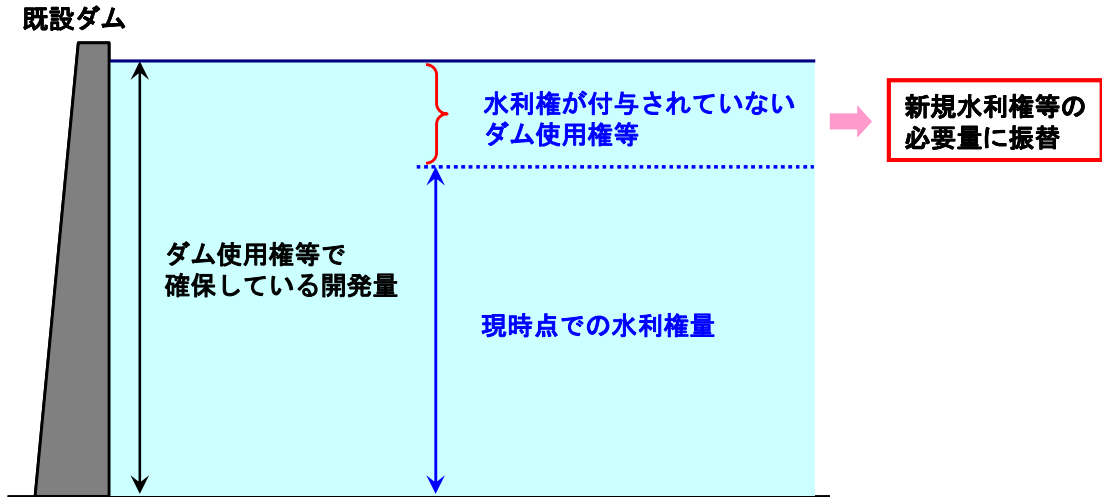 既設ダム
水利権が付与されていない
ダム使用権等
新規水利権等の
必要量に振替
ダム使用権等で
確保している開発量
現時点での水利権量